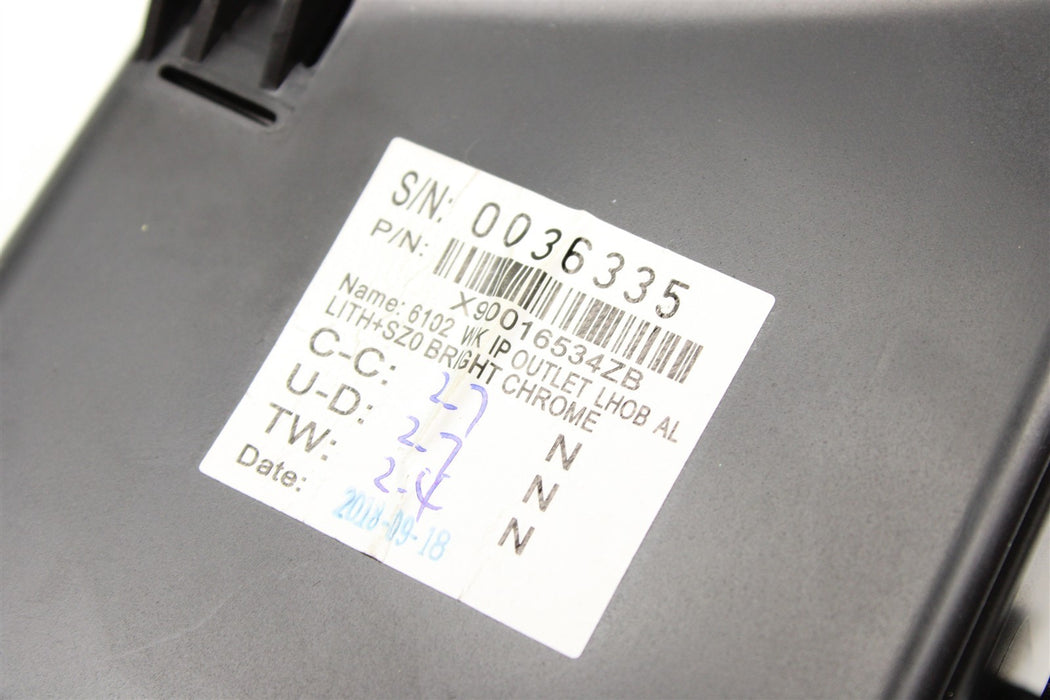 S/N: 0036335
P/N:
X90016534ZB
Name: 6102 WK IP OUTLET LHOB AL
LITH+SZ0 BRIGHT CHROME
C-C: 2.7 N
U-D: 2.7 N
TW: 2.4 N
Date: 2018-09-18